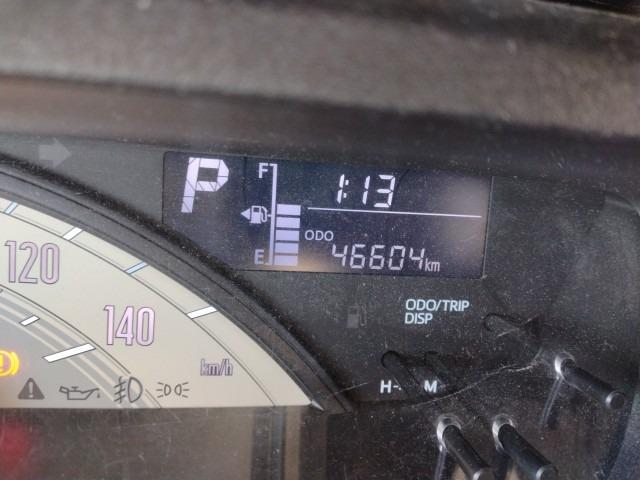 P
F
1:13
ODO
46604km
E
120
ODO/TRIP
DISP
140
km/h
H M